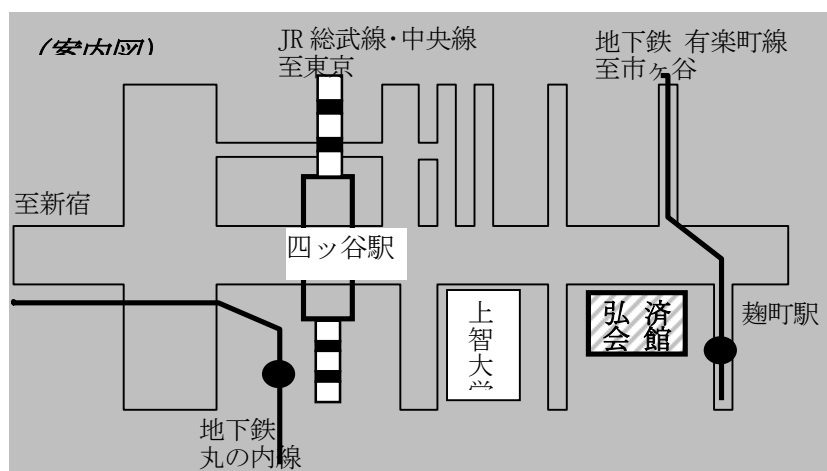 (案内図)
JR 総武線・中央線
至東京
地下鉄 有楽町線
至市ヶ谷
至新宿
四ッ谷駅
上智大学
弘済
会館
麹町駅
地下鉄
丸の内線